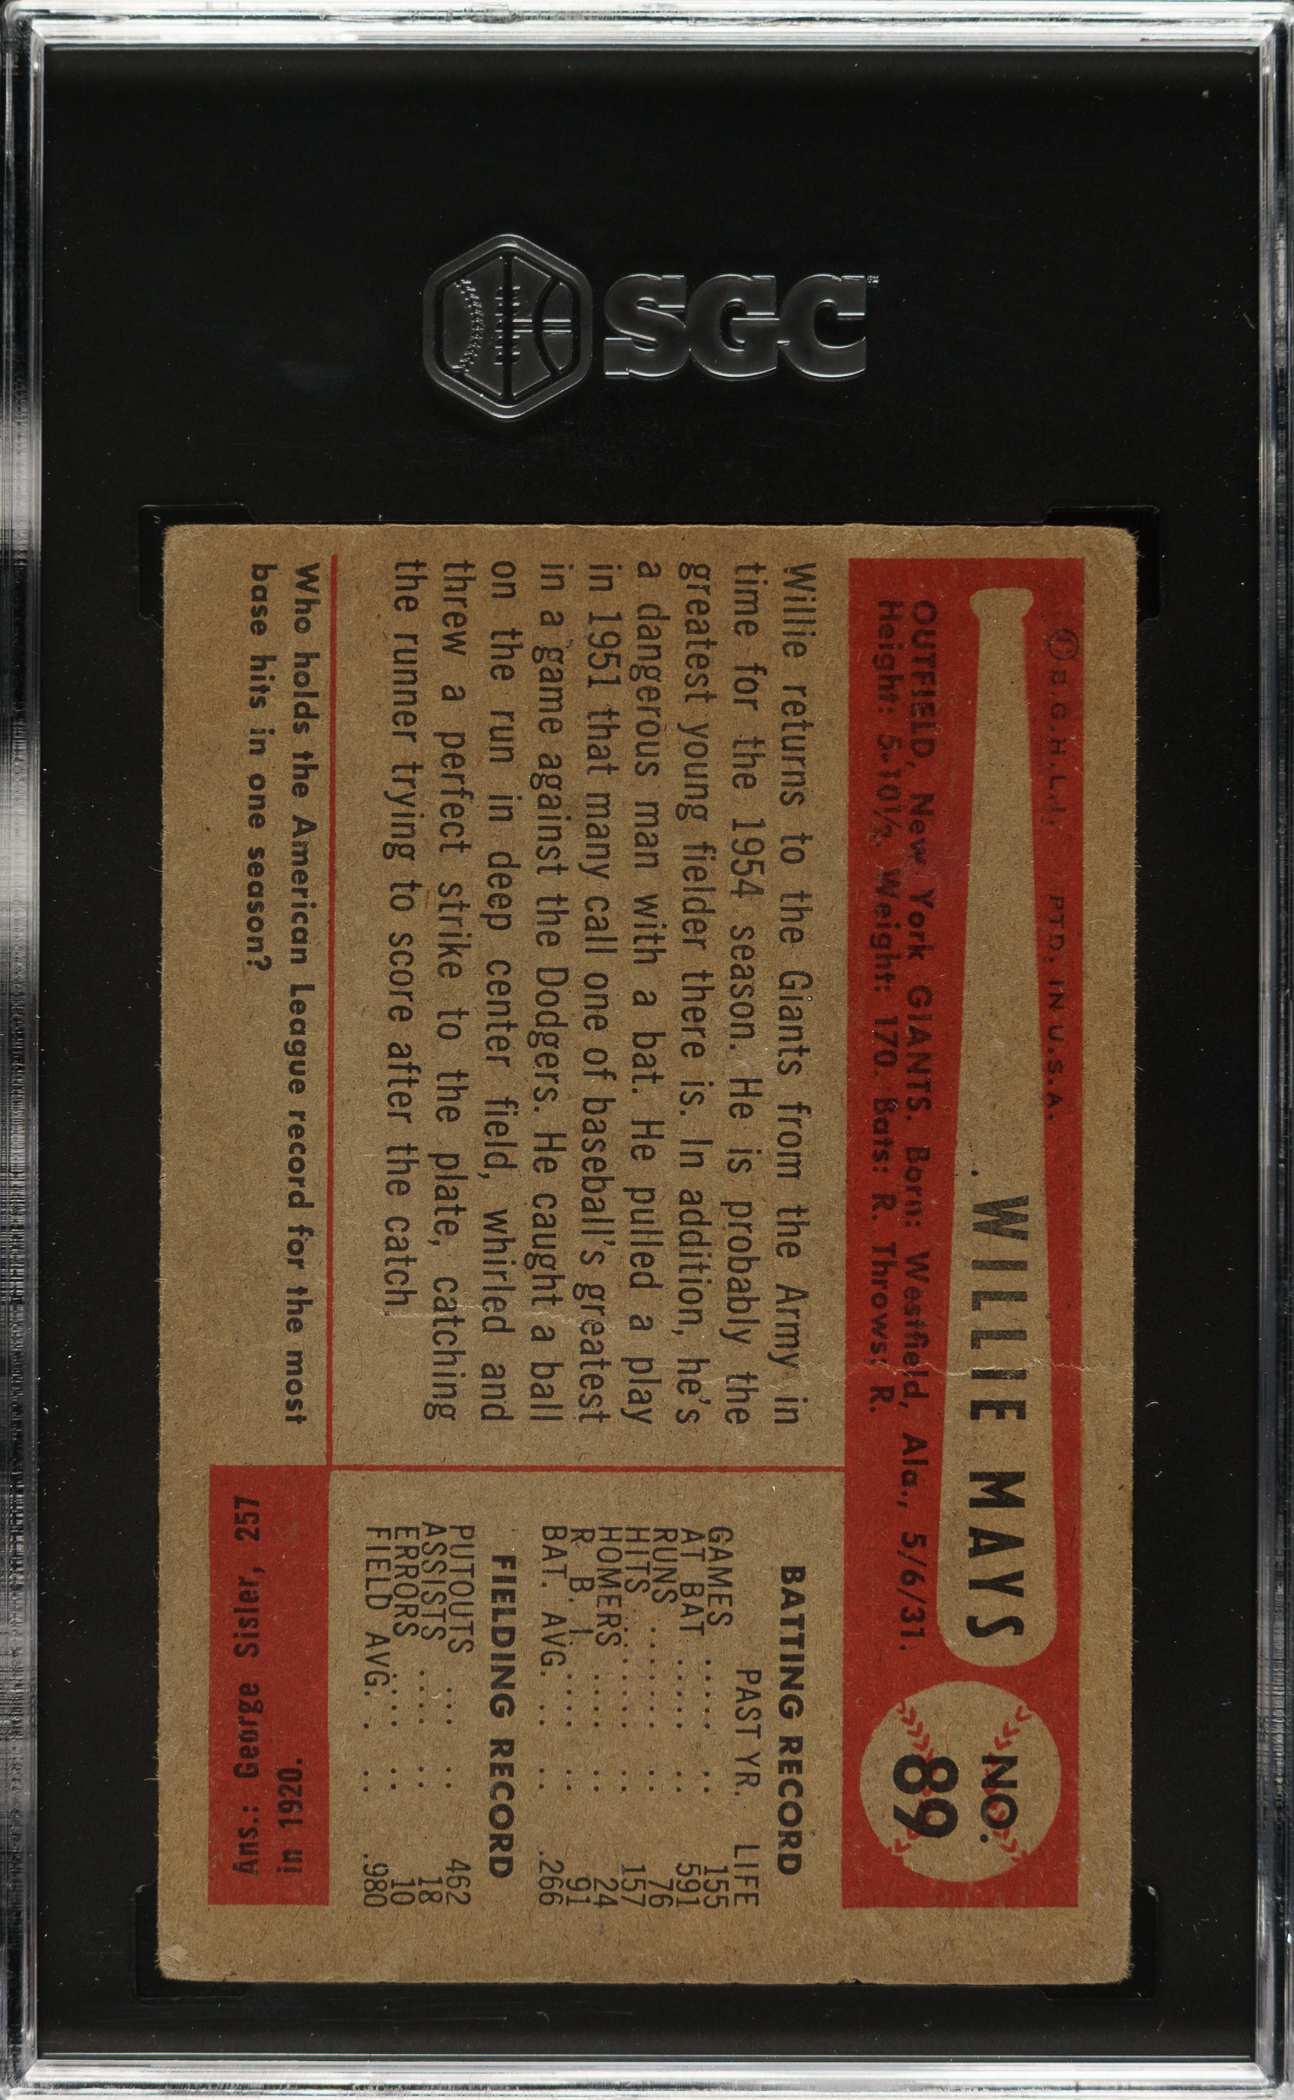 SGC
™
Ⓛ B.G.H.L.I. PTD. IN U.S.A.
WILLIE MAYS
NO.
89
OUTFIELD, New York GIANTS. Born: Westfield, Ala., 5/6/31.
Height: 5-10½. Weight: 170. Bats: R. Throws: R.
Willie returns to the Giants from the Army in
time for the 1954 season. He is probably the
greatest young fielder there is. In addition, he's
a dangerous man with a bat. He pulled a play
in 1951 that many call one of baseball's greatest
in a game against the Dodgers. He caught a ball
on the run in deep center field, whirled and
threw a perfect strike to the plate, catching
the runner trying to score after the catch.
BATTING RECORD
PAST YR. LIFE
GAMES ..... .. 155
AT BAT ..... .. 591
RUNS ...... .. 76
HITS ...... .. 157
HOMERS ..... .. 24
R. B. I. .... .. 91
BAT. AVG. .. .. .266
FIELDING RECORD
PUTOUTS ... .. 462
ASSISTS .... .. 18
ERRORS .... .. 10
FIELD AVG. . .. .980
Who holds the American League record for the most
base hits in one season?
Ans.: George Sisler, 257
in 1920.